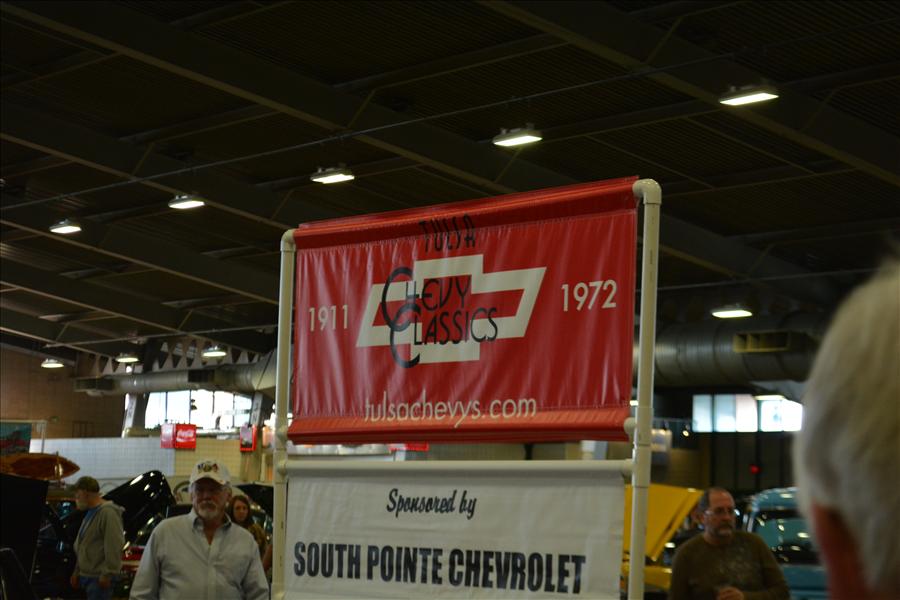 TULSA
1911
CHEVY
CLASSICS
1972
tulsachevys.com
Sponsored by
SOUTH POINTE CHEVROLET